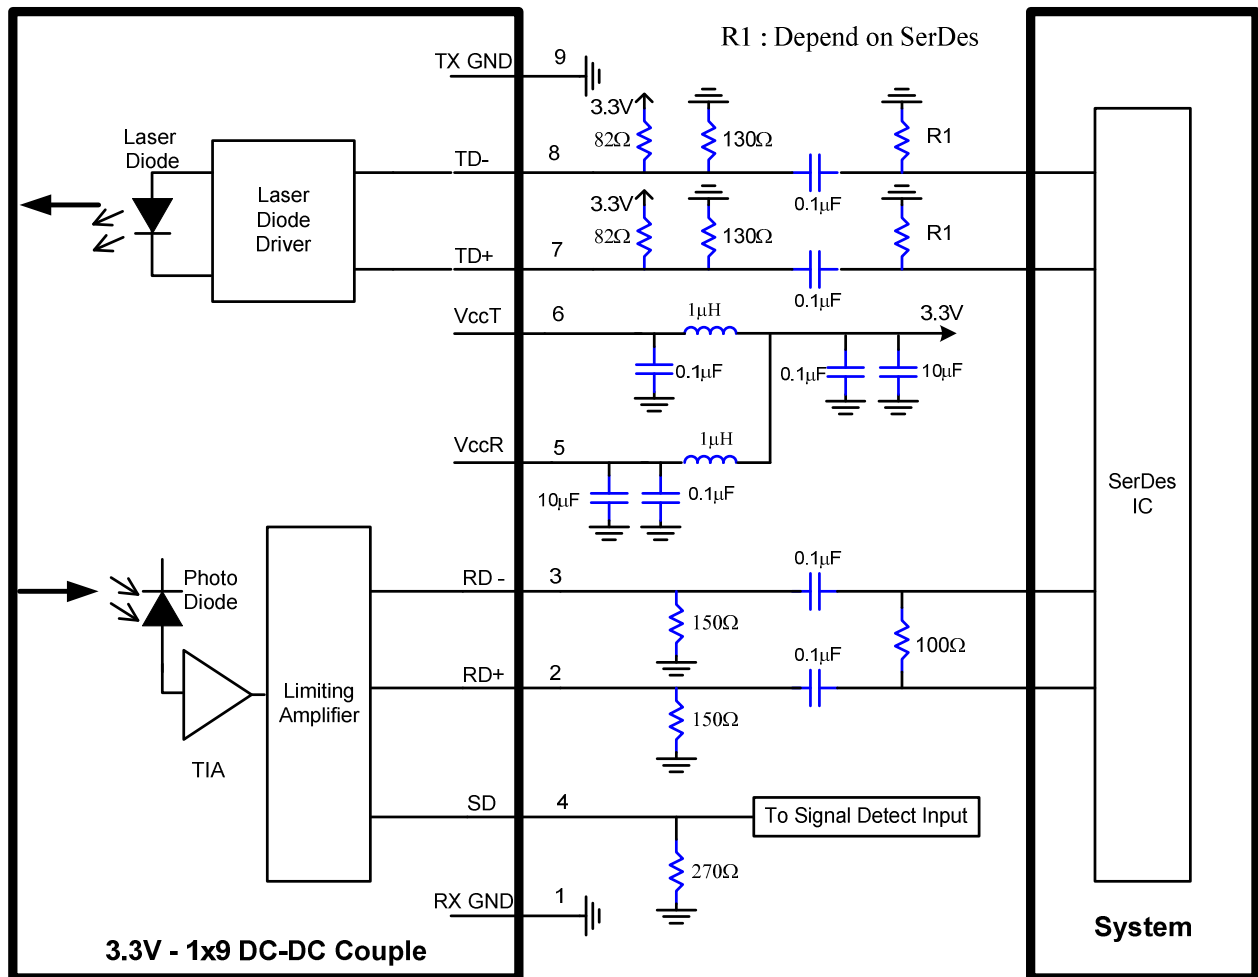 R1 : Depend on SerDes
TX GND 9
3.3V
82Ω
130Ω
R1
Laser
Diode
TD- 8
0.1µF
Laser
Diode
Driver
3.3V
82Ω
130Ω
R1
TD+ 7
0.1µF
VccT 6
1µH
3.3V
0.1µF
0.1µF
10µF
VccR 5
1µH
10µF
0.1µF
SerDes
IC
Photo
Diode
RD - 3
0.1µF
150Ω
100Ω
RD+ 2
0.1µF
150Ω
Limiting
Amplifier
TIA
SD 4
To Signal Detect Input
270Ω
RX GND 1
3.3V - 1x9 DC-DC Couple
System